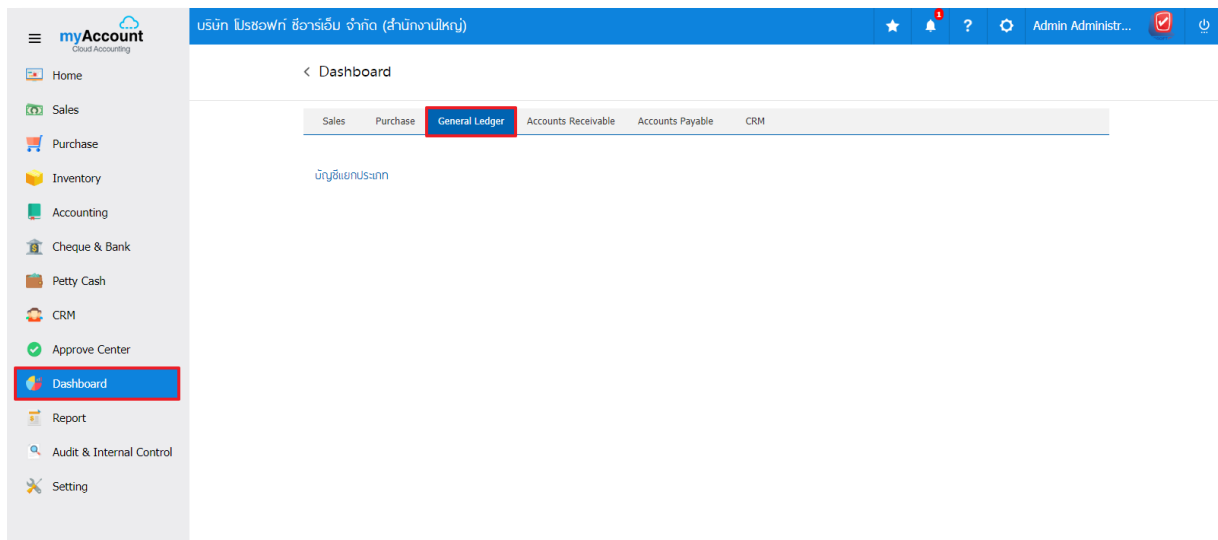 myAccount
Cloud Accounting
บริษัท โปรซอฟท์ ซีอาร์เอ็ม จำกัด (สำนักงานใหญ่)
1
?
Admin Administr...
Home
Sales
Purchase
Inventory
Accounting
Cheque & Bank
Petty Cash
CRM
Approve Center
Dashboard
Report
Audit & Internal Control
Setting
< Dashboard
Sales Purchase General Ledger Accounts Receivable Accounts Payable CRM
บัญชีแยกประเภท